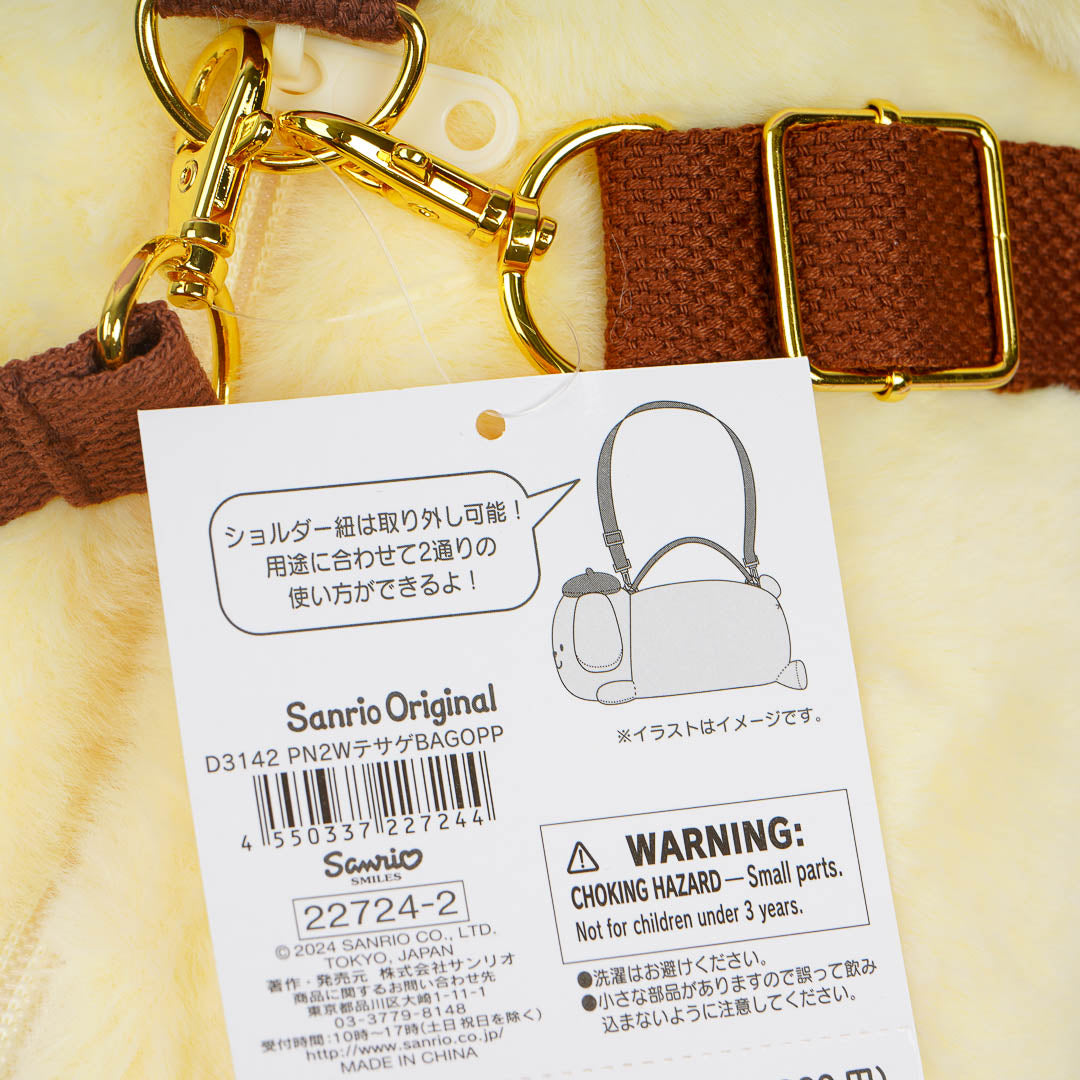 ショルダー紐は取り外し可能！
用途に合わせて2通りの
使い方ができるよ！
※イラストはイメージです。
Sanrio Original
D3142 PN2WテサゲBAGOPP
4 550337 227244
Sanrio
SMILES
22724-2
© 2024 SANRIO CO., LTD.
TOKYO, JAPAN
著作・発売元 株式会社サンリオ
商品に関するお問い合わせ先
東京都品川区大崎1-11-1
03-3779-8148
受付時間:10時〜17時(土日祝日を除く)
http://www.sanrio.co.jp/
MADE IN CHINA
WARNING:
CHOKING HAZARD — Small parts.
Not for children under 3 years.
●洗濯はお避けください。
●小さな部品がありますので誤って飲み
込まないように注意してください。